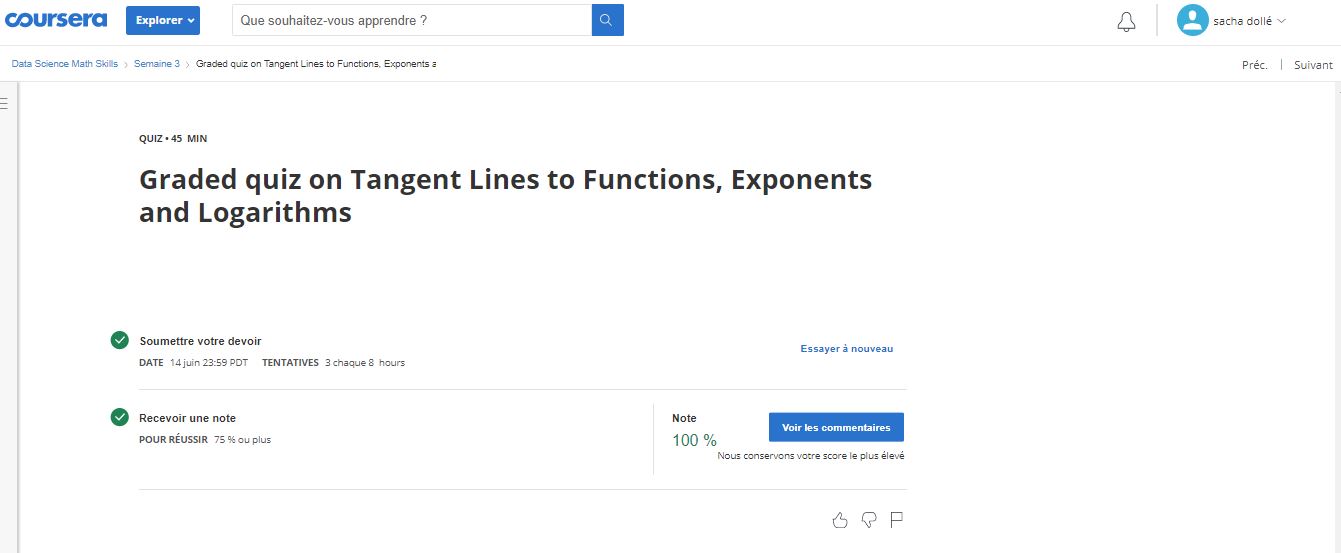 coursera Explorer Que souhaitez-vous apprendre ? sacha dollé
Data Science Math Skills Semaine 3 Graded quiz on Tangent Lines to Functions, Exponents a Préc. Suivant
QUIZ • 45 MIN
Graded quiz on Tangent Lines to Functions, Exponents
and Logarithms
Soumettre votre devoir
DATE 14 juin 23:59 PDT TENTATIVES 3 chaque 8 hours
Essayer à nouveau
Recevoir une note
POUR RÉUSSIR 75 % ou plus
Note
100 %
Voir les commentaires
Nous conservons votre score le plus élevé